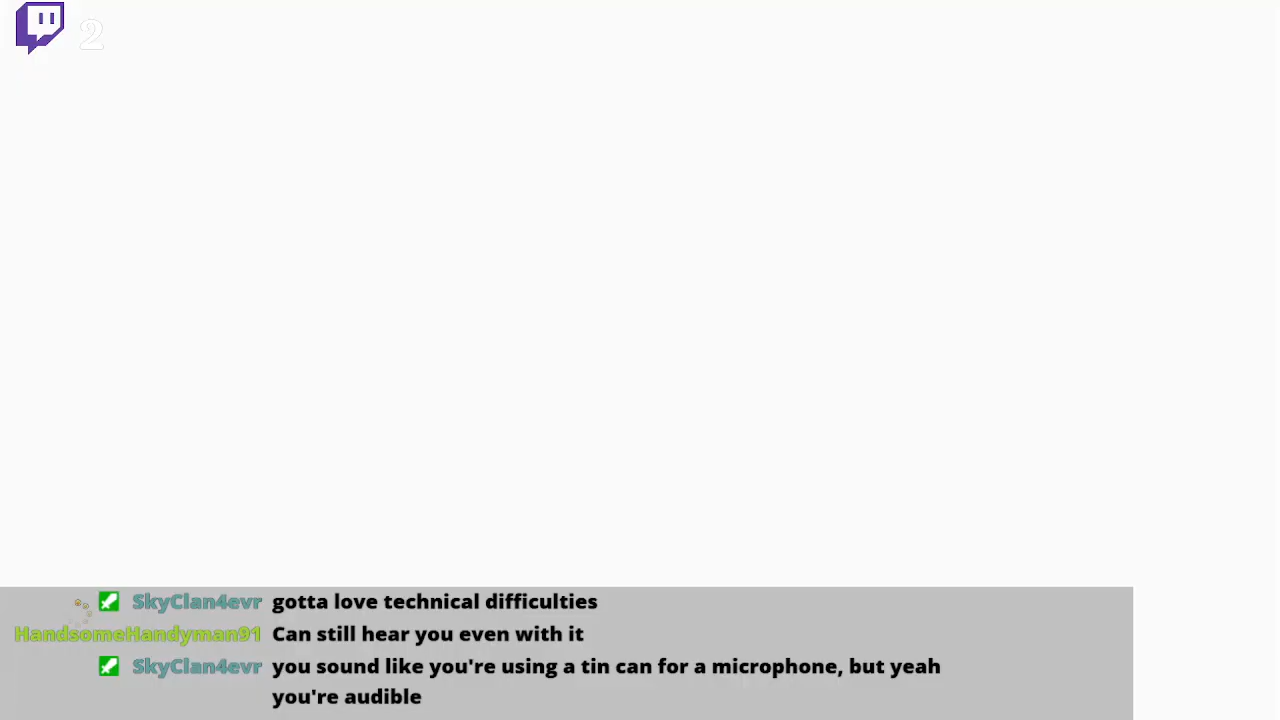 2
SkyClan4evr gotta love technical difficulties
HandsomeHandyman91 Can still hear you even with it
SkyClan4evr you sound like you're using a tin can for a microphone, but yeah
you're audible